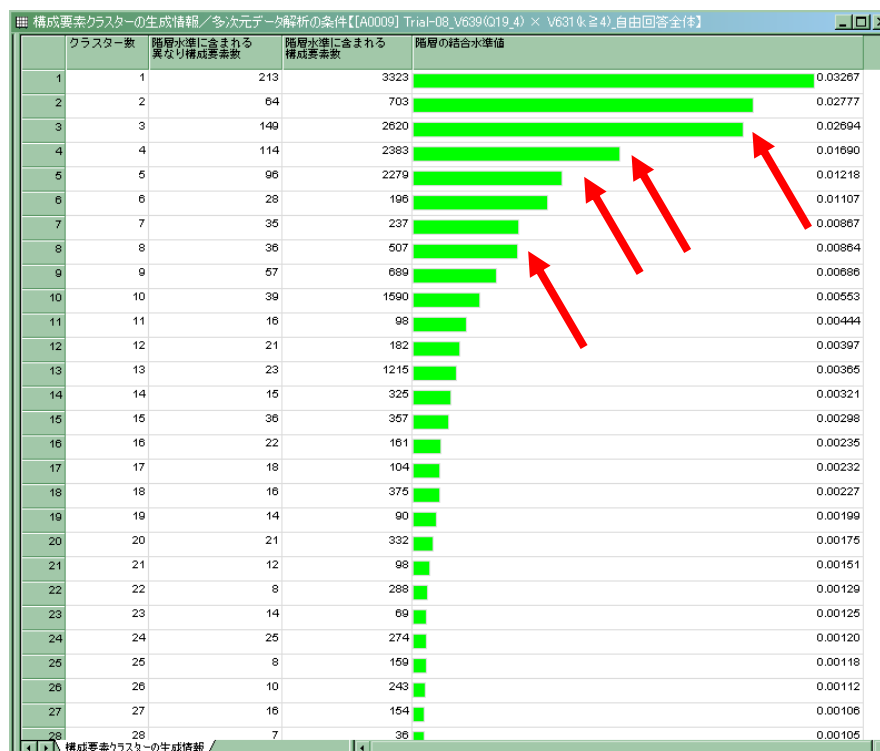 構成要素クラスターの生成情報／多次元データ解析の条件【[A0009] Trial-08_V639(Q19_4) × V631(k≧4)_自由回答全体】
クラスター数 階層水準に含まれる異なり構成要素数 階層水準に含まれる構成要素数 階層の結合水準値
1 1 213 3323 0.03267
2 2 64 703 0.02777
3 3 149 2620 0.02694
4 4 114 2383 0.01690
5 5 96 2279 0.01218
6 6 28 196 0.01107
7 7 35 237 0.00867
8 8 36 507 0.00864
9 9 57 689 0.00686
10 10 39 1590 0.00553
11 11 16 98 0.00444
12 12 21 182 0.00397
13 13 23 1215 0.00365
14 14 15 325 0.00321
15 15 36 357 0.00298
16 16 22 161 0.00235
17 17 18 104 0.00232
18 18 16 375 0.00227
19 19 14 90 0.00199
20 20 21 332 0.00175
21 21 12 98 0.00151
22 22 8 288 0.00129
23 23 14 69 0.00125
24 24 25 274 0.00120
25 25 8 159 0.00118
26 26 10 243 0.00112
27 27 16 154 0.00106
28 28 7 36 0.00105
構成要素クラスターの生成情報